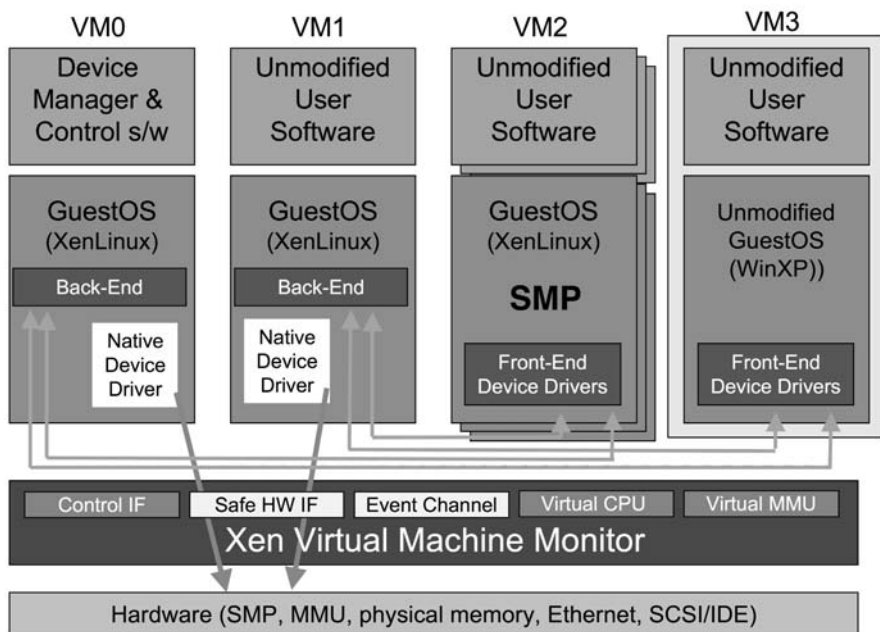 VM0
Device
Manager &
Control s/w
GuestOS
(XenLinux)
Back-End
Native
Device
Driver
VM1
Unmodified
User
Software
GuestOS
(XenLinux)
Back-End
Native
Device
Driver
VM2
Unmodified
User
Software
GuestOS
(XenLinux)
SMP
Front-End
Device Drivers
VM3
Unmodified
User
Software
Unmodified
GuestOS
(WinXP))
Front-End
Device Drivers
Control IF
Safe HW IF
Event Channel
Virtual CPU
Virtual MMU
Xen Virtual Machine Monitor
Hardware (SMP, MMU, physical memory, Ethernet, SCSI/IDE)